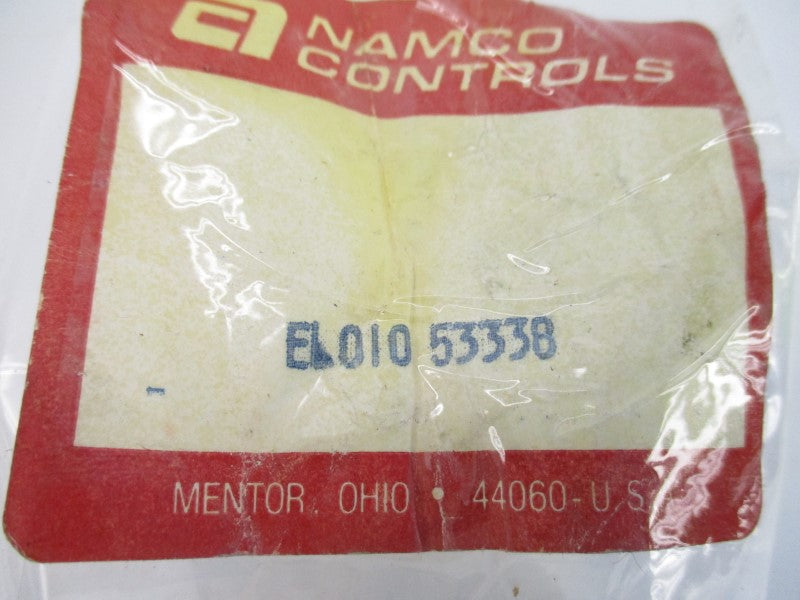 NAMCO
CONTROLS
EL010 53338
-
MENTOR, OHIO • 44060-U.S.